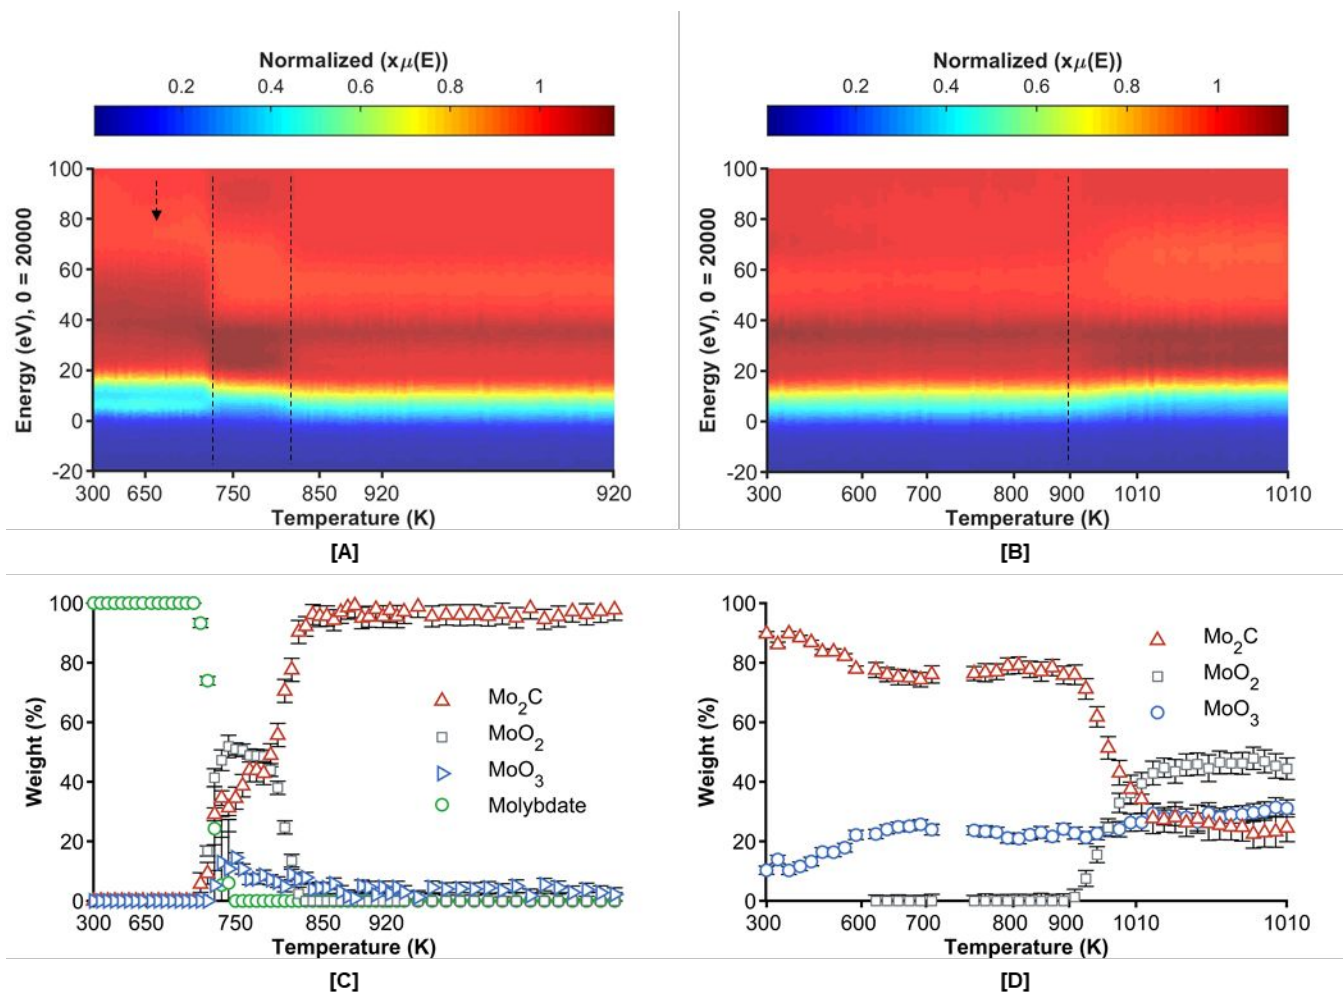 Normalized (xμ(E))
0.2 0.4 0.6 0.8 1
100
80
60
40
20
0
-20
Energy (eV), 0 = 20000
300 650 750 850 920 920
Temperature (K)
[A]
Normalized (xμ(E))
0.2 0.4 0.6 0.8 1
100
80
60
40
20
0
-20
Energy (eV), 0 = 20000
300 600 700 800 900 1010 1010
Temperature (K)
[B]
100
80
60
40
20
0
Weight (%)
Mo2C
MoO2
MoO3
Molybdate
300 650 750 850 920
Temperature (K)
[C]
100
80
60
40
20
0
Weight (%)
Mo2C
MoO2
MoO3
300 600 700 800 900 1010 1010
Temperature (K)
[D]